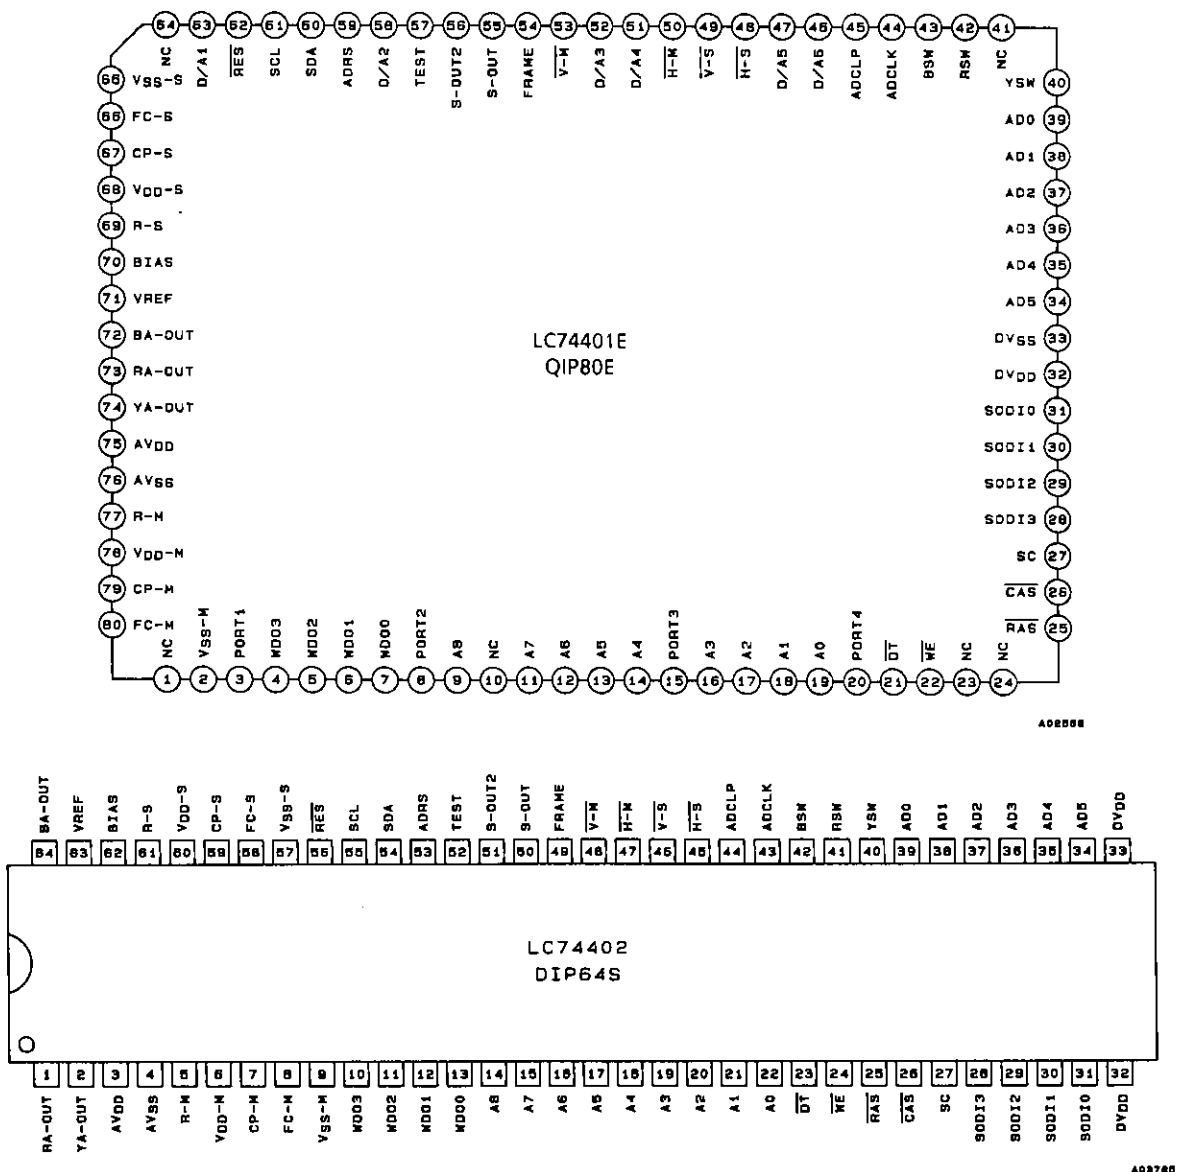 64 63 62 61 60 59 58 57 56 55 54 53 52 51 50 49 48 47 46 45 44 43 42 41
NC D/A1 RES SCL SDA ADRS D/A2 TEST S-OUT2 S-OUT FRAME V-M D/A3 D/A4 H-M V-S H-S D/A5 D/A6 ADCLP ADCLK BSW RSW NC
65 VSS-S
66 FC-S
67 CP-S
68 VDD-S
69 R-S
70 BIAS
71 VREF
72 BA-OUT
73 RA-OUT
74 YA-OUT
75 AVDD
76 AVSS
77 R-M
78 VDD-M
79 CP-M
80 FC-M
LC74401E
QIP80E
YSW 40
AD0 39
AD1 38
AD2 37
AD3 36
AD4 35
AD5 34
DVSS 33
DVDD 32
SODI0 31
SODI1 30
SODI2 29
SODI3 28
SC 27
CAS 26
RAS 25
NC VSS-M PORT1 WDO3 WDO2 WDO1 WDO0 PORT2 A8 NC A7 A6 A5 A4 PORT3 A3 A2 A1 A0 PORT4 DT WE NC NC
1 2 3 4 5 6 7 8 9 10 11 12 13 14 15 16 17 18 19 20 21 22 23 24
A02566
BA-OUT VREF BIAS R-S VDD-S CP-S FC-S VSS-S RES SCL SDA ADRS TEST S-OUT2 S-OUT FRAME V-M H-M V-S H-S ADCLP ADCLK BSW RSW YSW AD0 AD1 AD2 AD3 AD4 AD5 DVDD
64 63 62 61 60 59 58 57 56 55 54 53 52 51 50 49 48 47 46 45 44 43 42 41 40 39 38 37 36 35 34 33
LC74402
DIP64S
1 2 3 4 5 6 7 8 9 10 11 12 13 14 15 16 17 18 19 20 21 22 23 24 25 26 27 28 29 30 31 32
RA-OUT YA-OUT AVDD AVSS R-M VDD-M CP-M FC-M VSS-M WDO3 WDO2 WDO1 WDO0 A8 A7 A6 A5 A4 A3 A2 A1 A0 DT WE RAS CAS SC SODI3 SODI2 SODI1 SODI0 DVDD
A03765